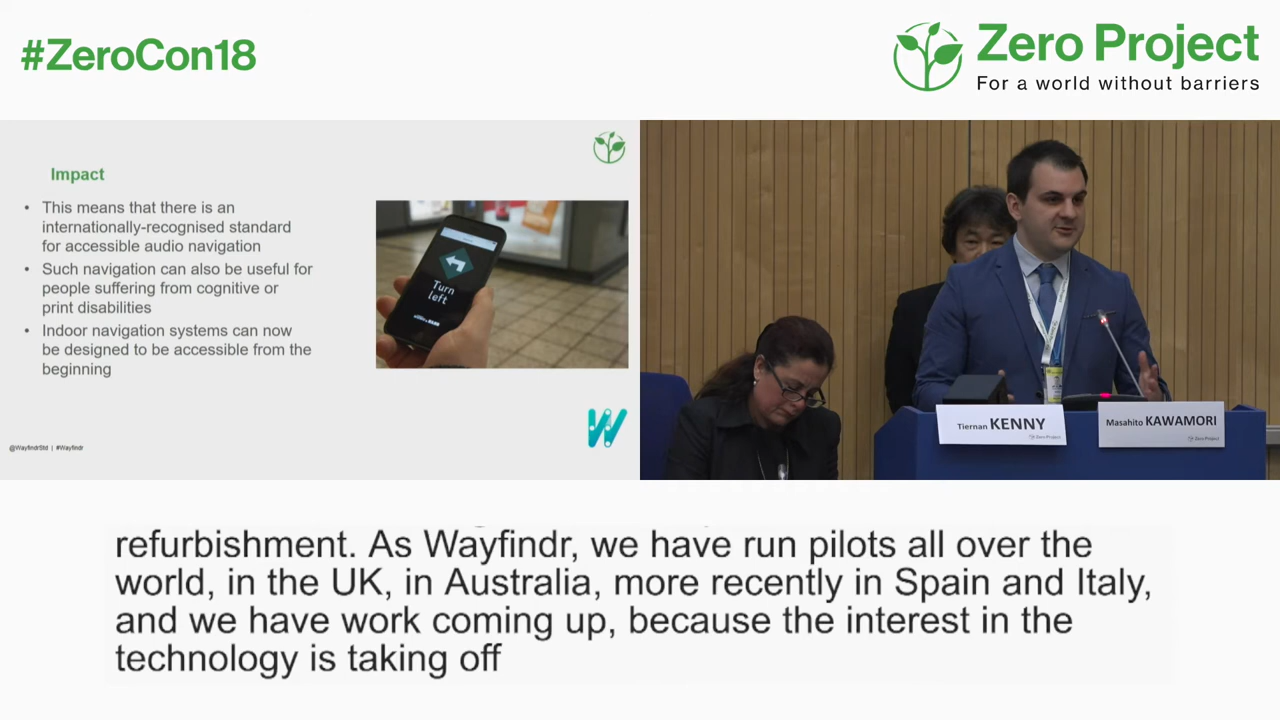 #ZeroCon18
Zero Project
For a world without barriers
Impact
• This means that there is an
internationally-recognised standard
for accessible audio navigation
• Such navigation can also be useful for
people suffering from cognitive or
print disabilities
• Indoor navigation systems can now
be designed to be accessible from the
beginning
Turn
left
@WayfindrStd | #Wayfindr
Tiernan KENNY
Zero Project
Masahito KAWAMORI
Zero Project
refurbishment. As Wayfindr, we have run pilots all over the
world, in the UK, in Australia, more recently in Spain and Italy,
and we have work coming up, because the interest in the
technology is taking off